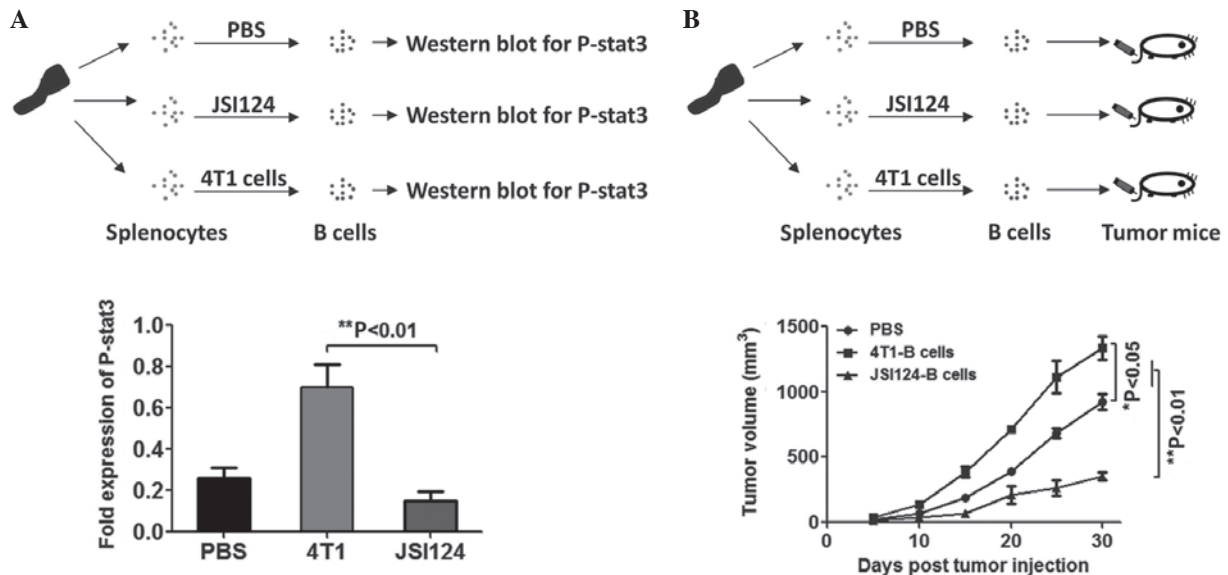 A
PBS
Western blot for P-stat3
JSI124
Western blot for P-stat3
4T1 cells
Western blot for P-stat3
Splenocytes
B cells
Fold expression of P-stat3
1.0
0.8
0.6
0.4
0.2
0.0
**P<0.01
PBS
4T1
JSI124
B
PBS
JSI124
4T1 cells
Splenocytes
B cells
Tumor mice
Tumor volume (mm³)
1500
1000
500
0
PBS
4T1-B cells
JSI124-B cells
*P<0.05
**P<0.01
0
10
20
30
Days post tumor injection